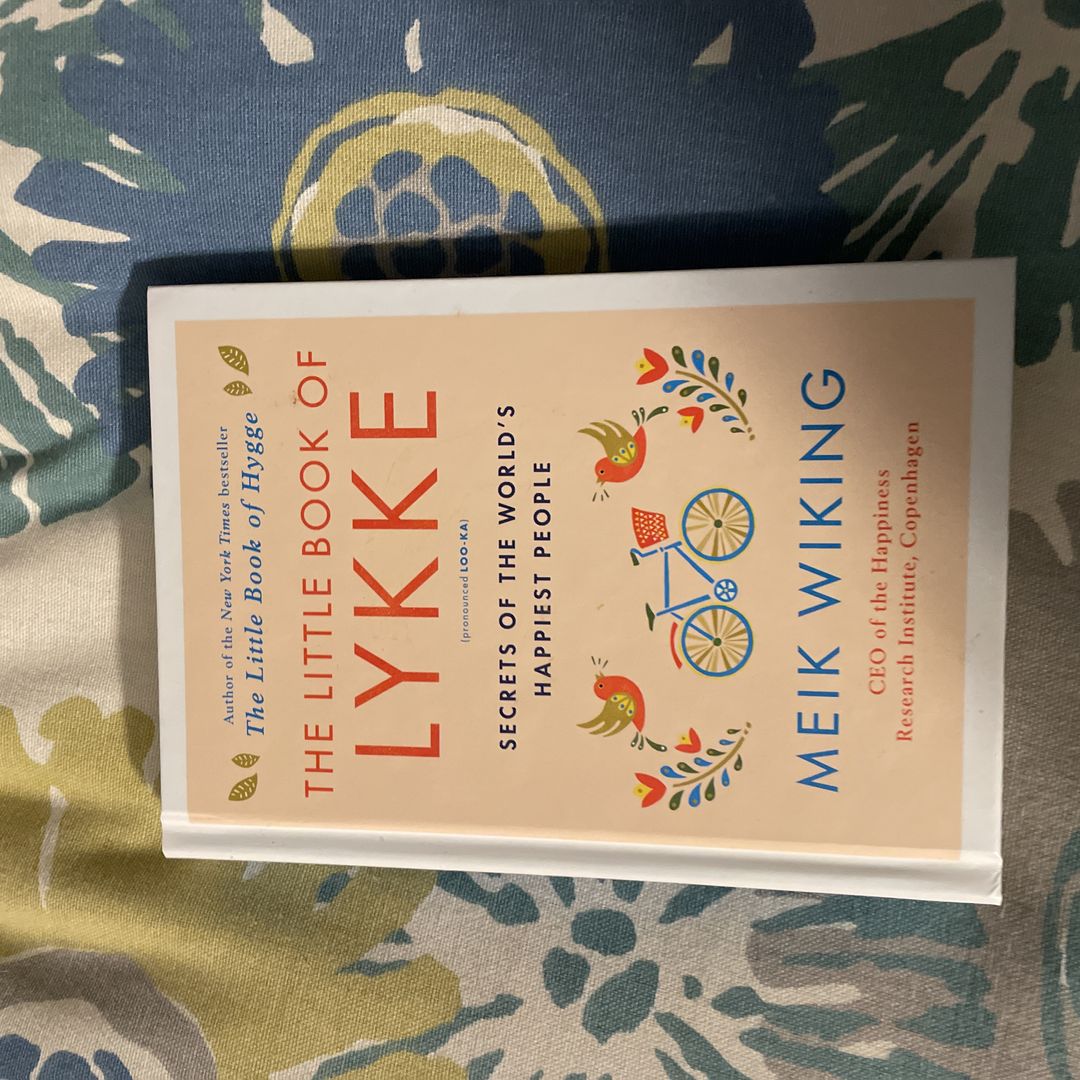 Author of the New York Times bestseller
The Little Book of Hygge
THE LITTLE BOOK OF
LYKKE
(pronounced LOO-KA)
SECRETS OF THE WORLD'S
HAPPIEST PEOPLE
MEIK WIKING
CEO of the Happiness
Research Institute, Copenhagen